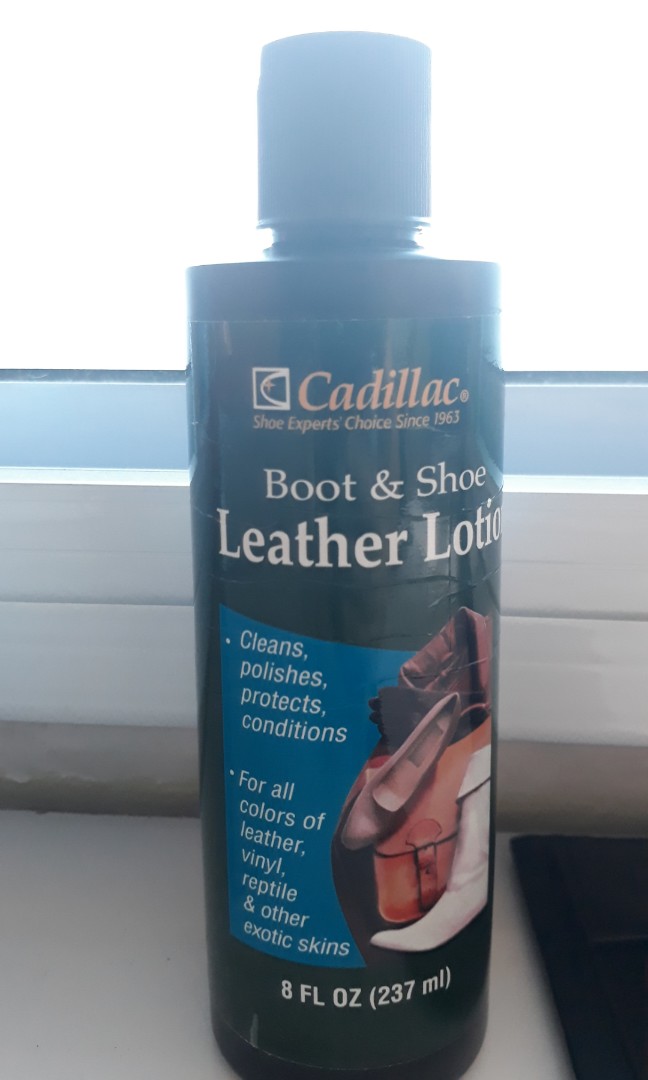 Cadillac®
Shoe Experts' Choice Since 1963
Boot & Shoe
Leather Lotio
• Cleans,
polishes,
protects,
conditions
• For all
colors of
leather,
vinyl,
reptile
& other
exotic skins
8 FL OZ (237 ml)